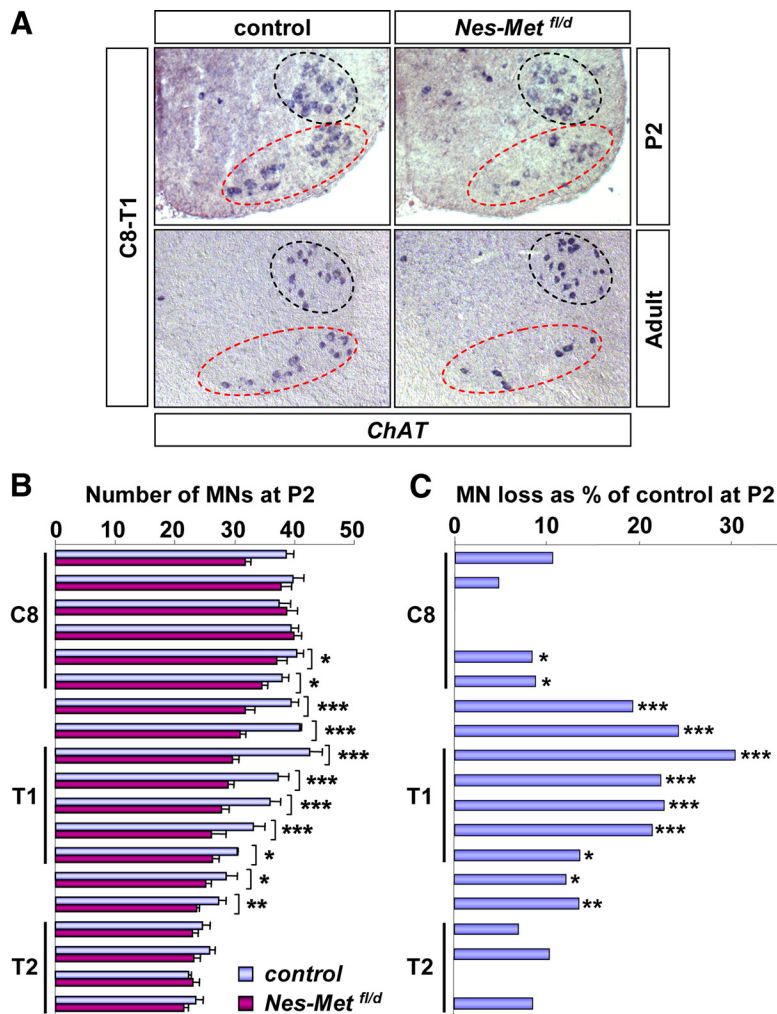 A
control
Nes-Met fl/d
C8-T1
P2
Adult
ChAT
B
Number of MNs at P2
0 10 20 30 40 50
C8
T1
T2
*
*
***
***
***
***
***
***
*
*
**
control
Nes-Met fl/d
C
MN loss as % of control at P2
0 10 20 30
C8
T1
T2
*
*
***
***
***
***
***
***
*
*
**